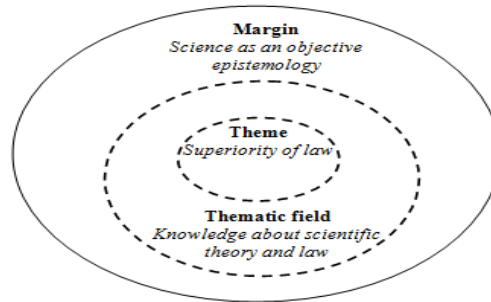 Margin
Science as an objective
epistemology
Theme
Superiority of law
Thematic field
Knowledge about scientific
theory and law